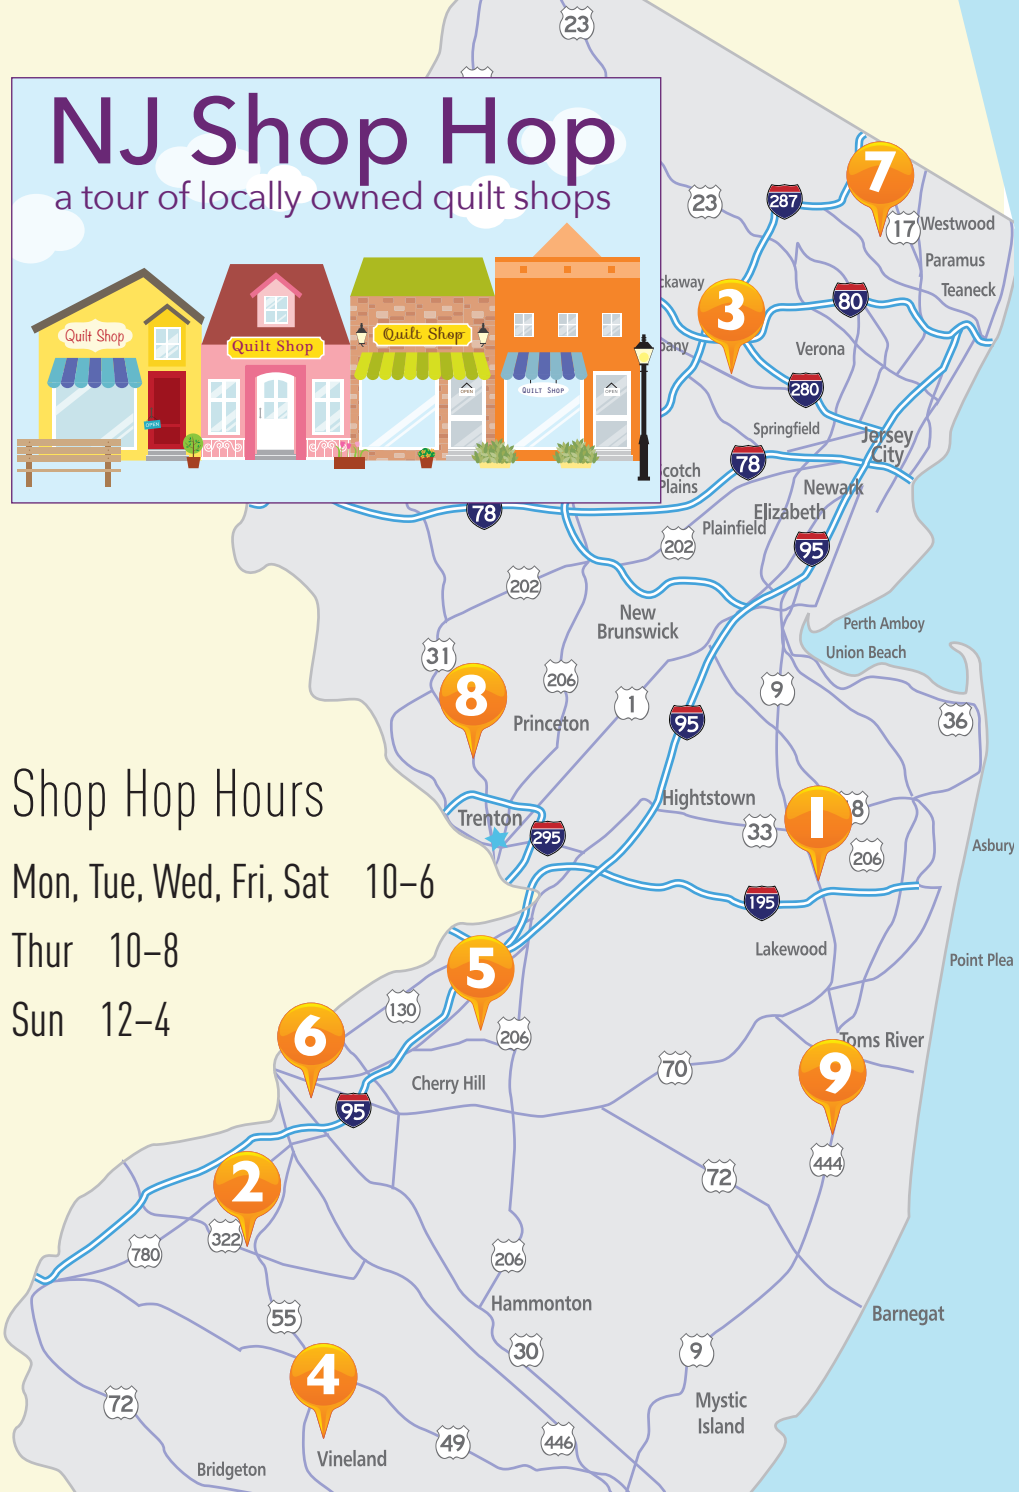 23
NJ Shop Hop
a tour of locally owned quilt shops
Quilt Shop
Quilt Shop
Quilt Shop
QUILT SHOP
OPEN
OPEN
OPEN
7
23
287
17
Westwood
Paramus
Teaneck
ckaway
3
80
Verona
280
Springfield
Jersey
City
78
Scotch
Plains
Newark
Elizabeth
Plainfield
78
202
95
202
New
Brunswick
Perth Amboy
Union Beach
31
8
206
1
9
Princeton
95
36
Shop Hop Hours
Mon, Tue, Wed, Fri, Sat 10–6
Thur 10–8
Sun 12–4
Trenton
295
Hightstown
33
1
8
206
Asbury
195
Lakewood
Point Plea
5
130
206
6
95
Cherry Hill
70
Toms River
9
444
72
2
322
780
206
55
Hammonton
30
9
Barnegat
4
72
Mystic
Island
49
446
Vineland
Bridgeton